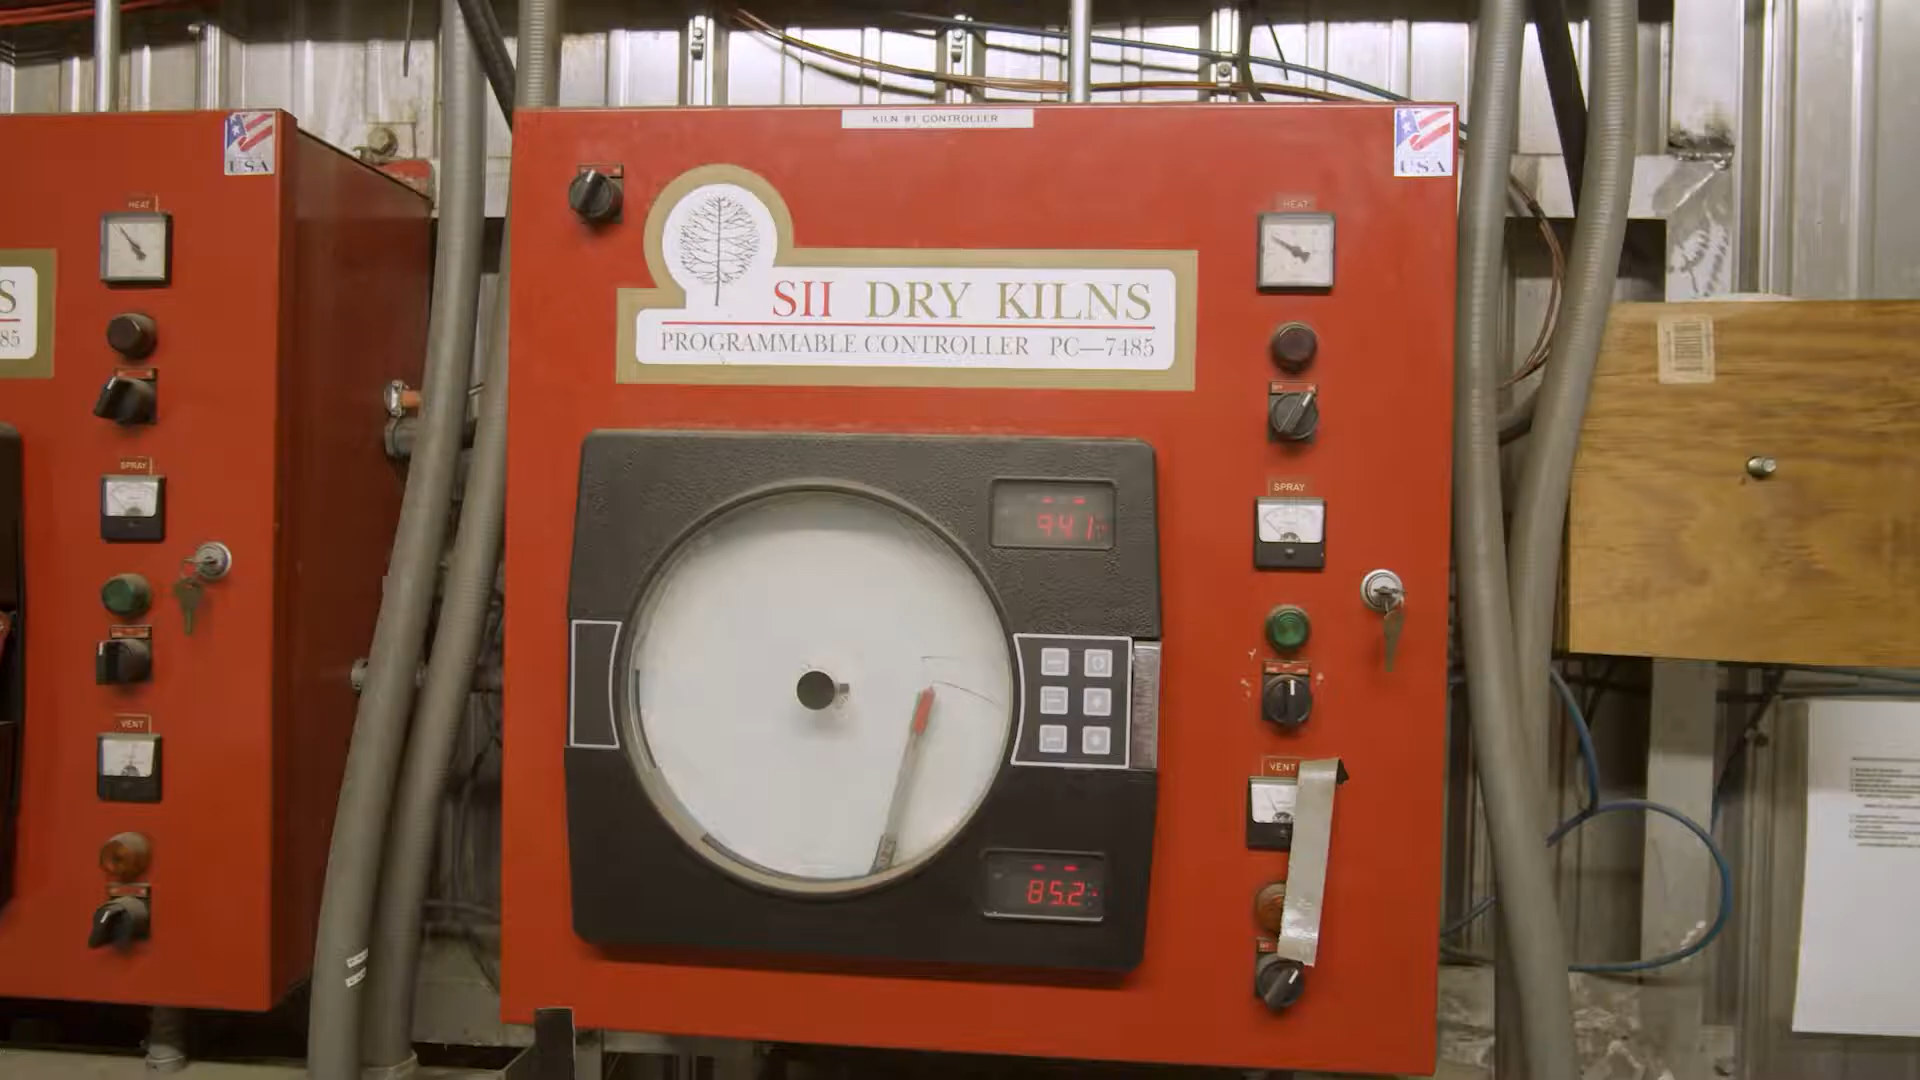 KILN #1 CONTROLLER
USA
USA
HEAT
HEAT
SII DRY KILNS
PROGRAMMABLE CONTROLLER PC—7485
S
85
SPRAY
SPRAY
94.1
VENT
VENT
85.2